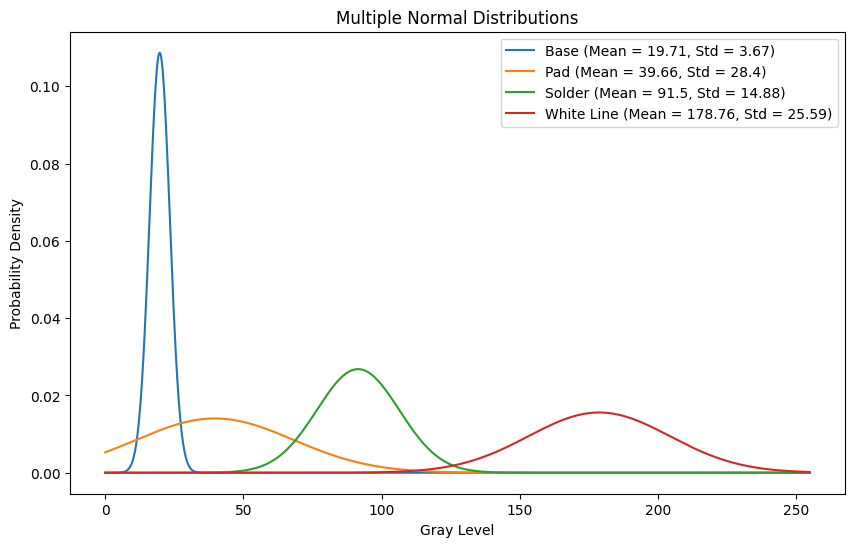 Multiple Normal Distributions
Base (Mean = 19.71, Std = 3.67)
Pad (Mean = 39.66, Std = 28.4)
Solder (Mean = 91.5, Std = 14.88)
White Line (Mean = 178.76, Std = 25.59)
Probability Density
0.10
0.08
0.06
0.04
0.02
0.00
0 50 100 150 200 250
Gray Level